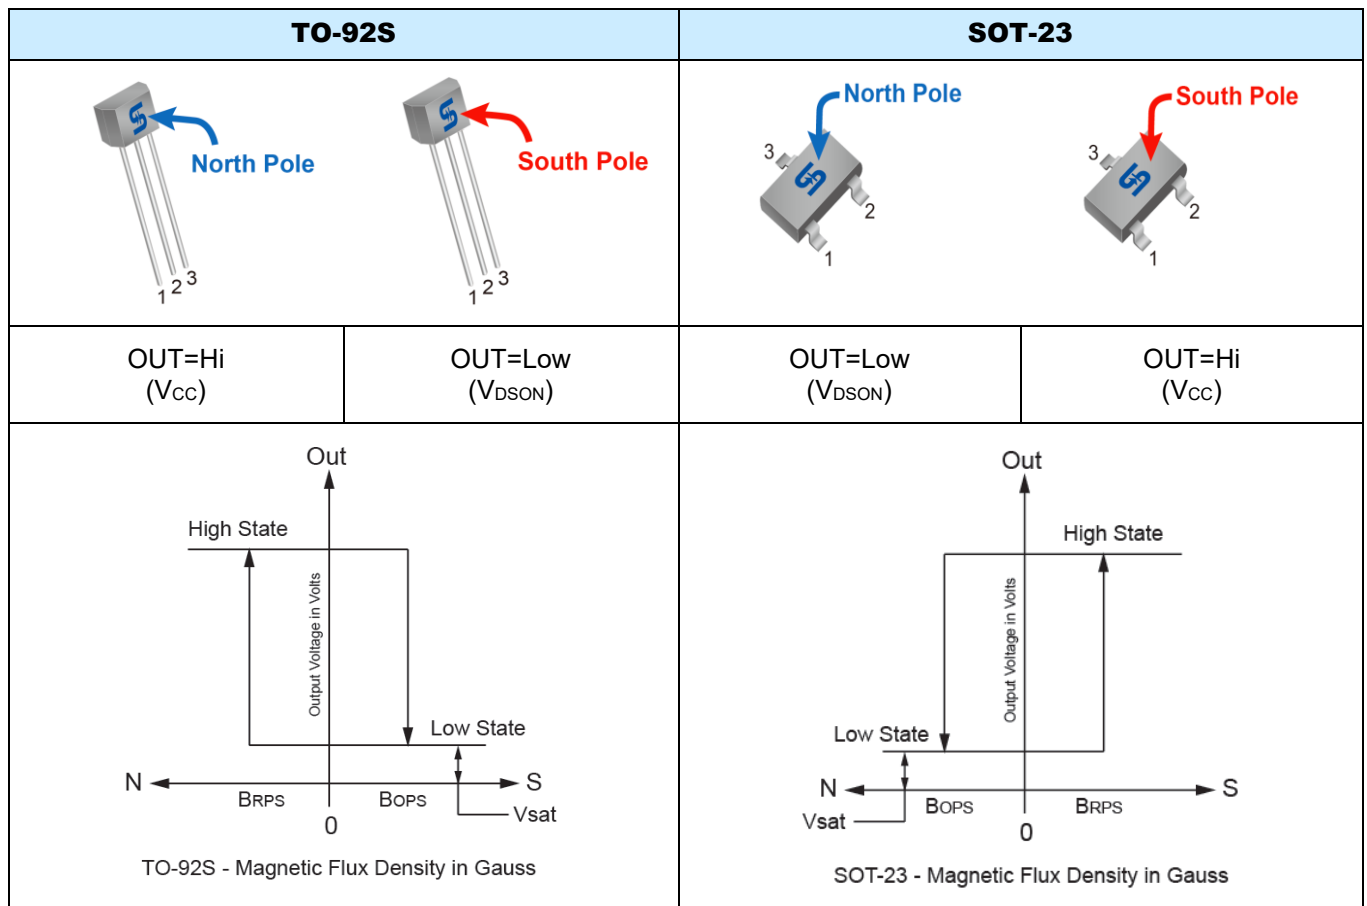 TO-92S
SOT-23
North Pole
South Pole
1 2 3
1 2 3
North Pole
South Pole
3
2
1
3
2
1
OUT=Hi
(VCC)
OUT=Low
(VDSON)
OUT=Low
(VDSON)
OUT=Hi
(VCC)
Out
High State
Output Voltage in Volts
Low State
N
S
BRPS
BOPS
Vsat
0
TO-92S - Magnetic Flux Density in Gauss
Out
High State
Output Voltage in Volts
Low State
N
S
BOPS
BRPS
Vsat
0
SOT-23 - Magnetic Flux Density in Gauss